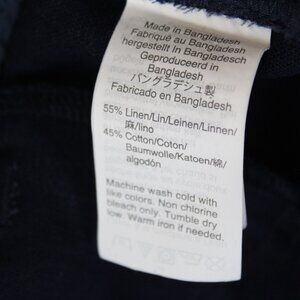 Made in Bangladesh
Fabriqué au Bangladesh
hergestellt In Bangladesh
Geproduceerd in
Bangladesh
バングラデシュ製
Fabricado en Bangladesh
55% Linen/Lin/Leinen/Linnen/
麻/lino
45% Cotton/Coton/
Baumwolle/Katoen/綿/
algodón
Machine wash cold with
like colors. Non chlorine
bleach only. Tumble dry
low. Warm iron if needed.